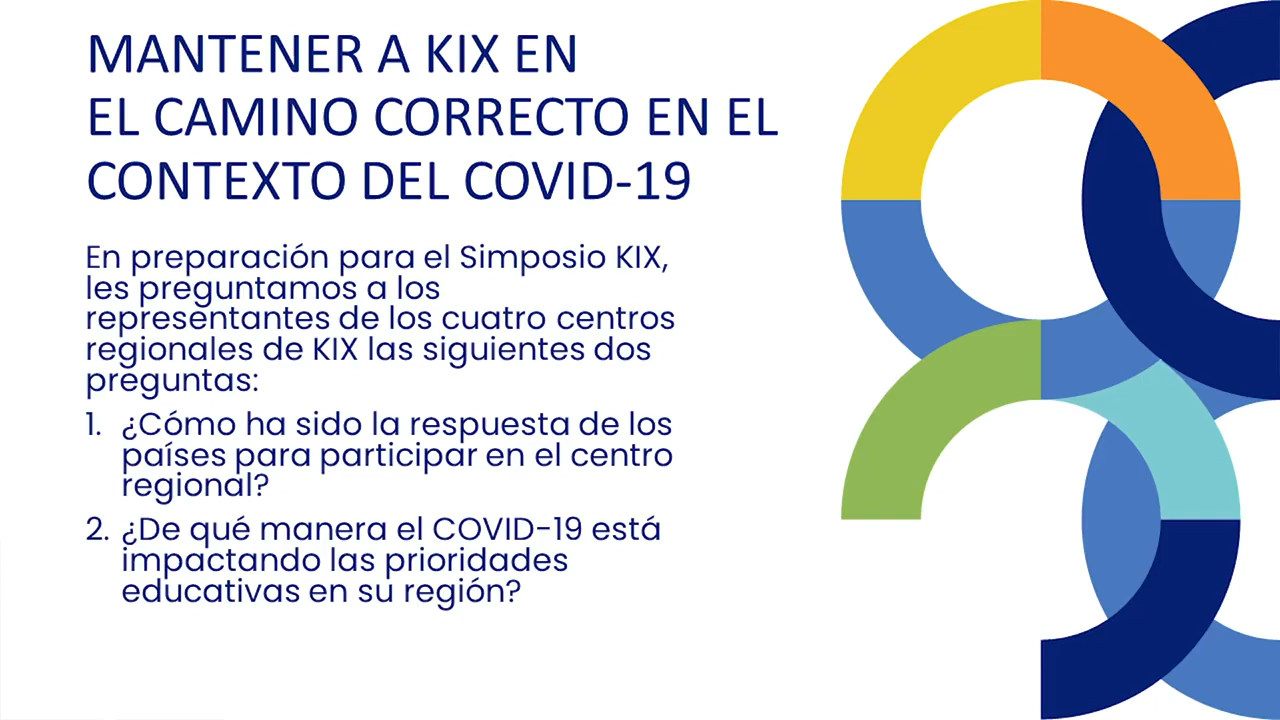 MANTENER A KIX EN
EL CAMINO CORRECTO EN EL
CONTEXTO DEL COVID-19
En preparación para el Simposio KIX,
les preguntamos a los
representantes de los cuatro centros
regionales de KIX las siguientes dos
preguntas:
1. ¿Cómo ha sido la respuesta de los
países para participar en el centro
regional?
2. ¿De qué manera el COVID-19 está
impactando las prioridades
educativas en su región?